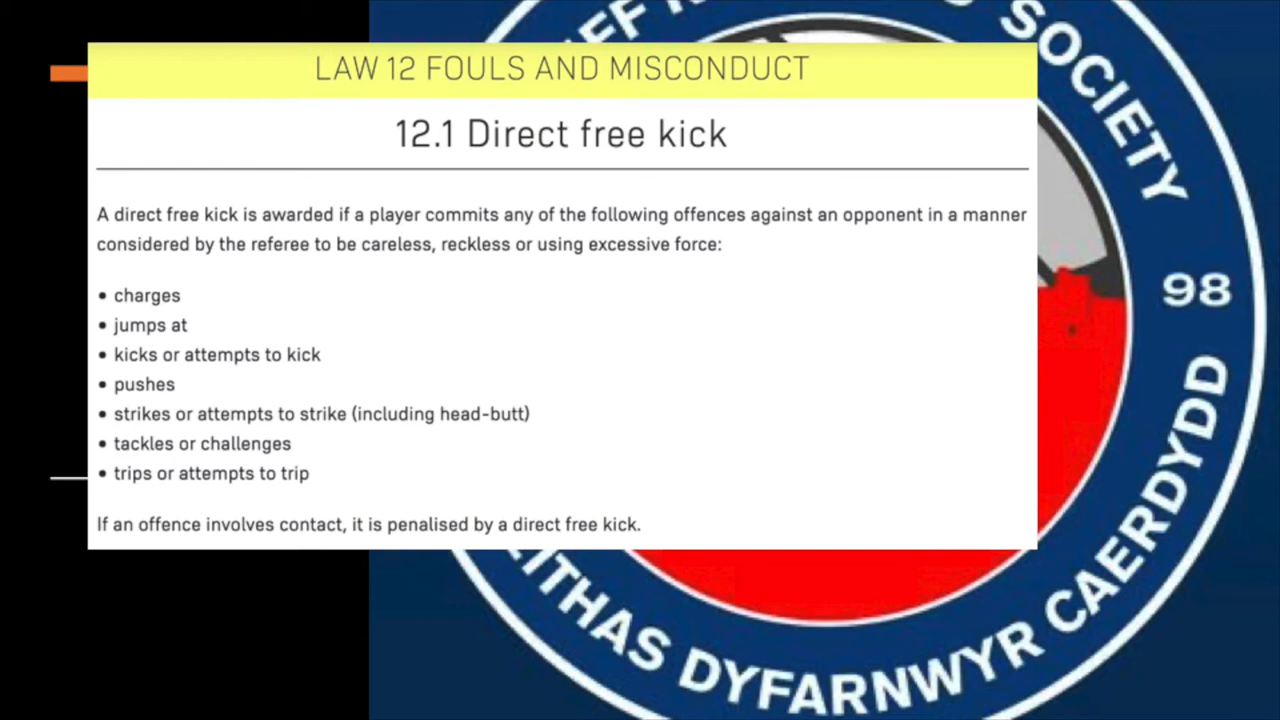 LAW 12 FOULS AND MISCONDUCT
12.1 Direct free kick
A direct free kick is awarded if a player commits any of the following offences against an opponent in a manner
considered by the referee to be careless, reckless or using excessive force:
• charges
• jumps at
• kicks or attempts to kick
• pushes
• strikes or attempts to strike (including head-butt)
• tackles or challenges
• trips or attempts to trip
If an offence involves contact, it is penalised by a direct free kick.
SOCIETY
98
DYFARNWYR CAERDYDD